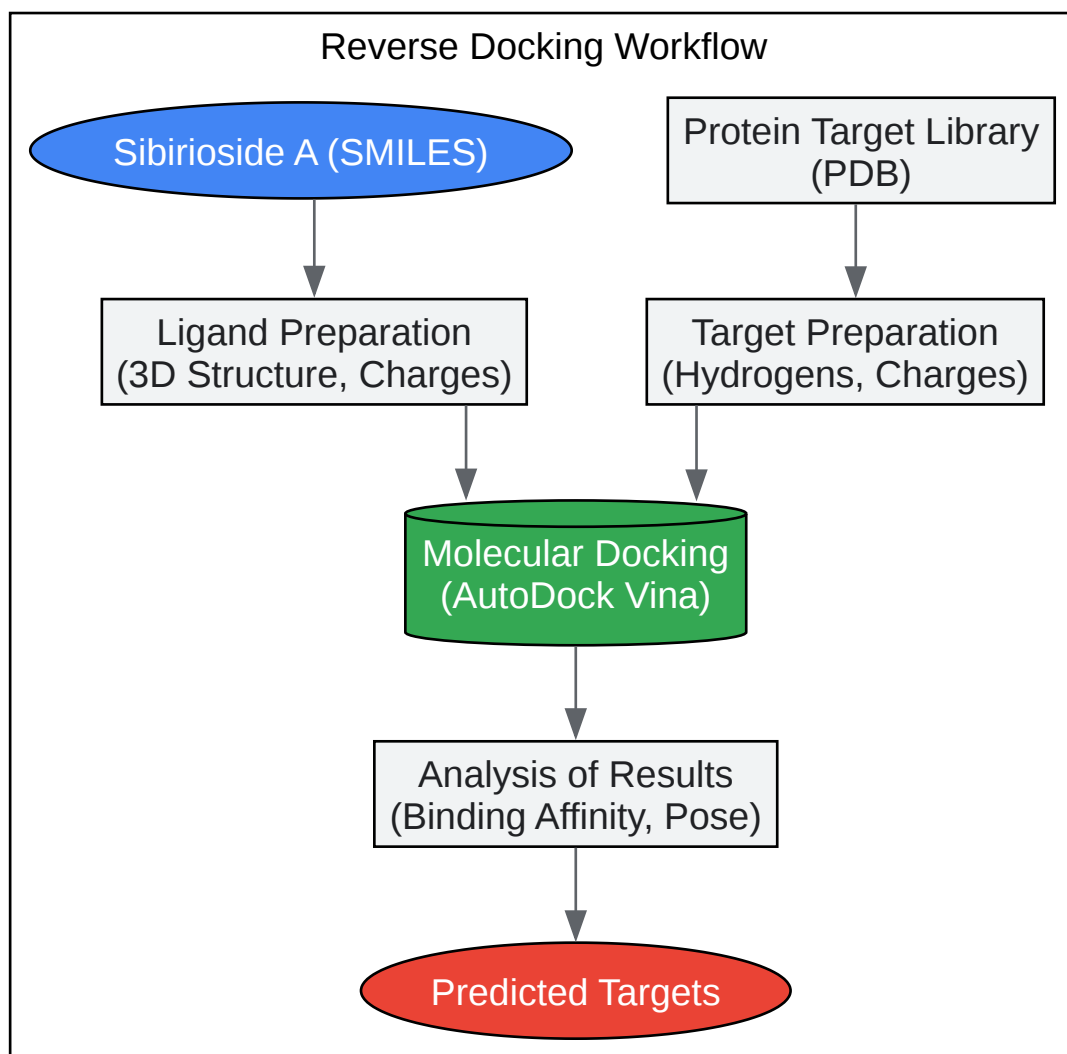 Reverse Docking Workflow
Sibirioside A (SMILES)
Protein Target Library
(PDB)
Ligand Preparation
(3D Structure, Charges)
Target Preparation
(Hydrogens, Charges)
Molecular Docking
(AutoDock Vina)
Analysis of Results
(Binding Affinity, Pose)
Predicted Targets